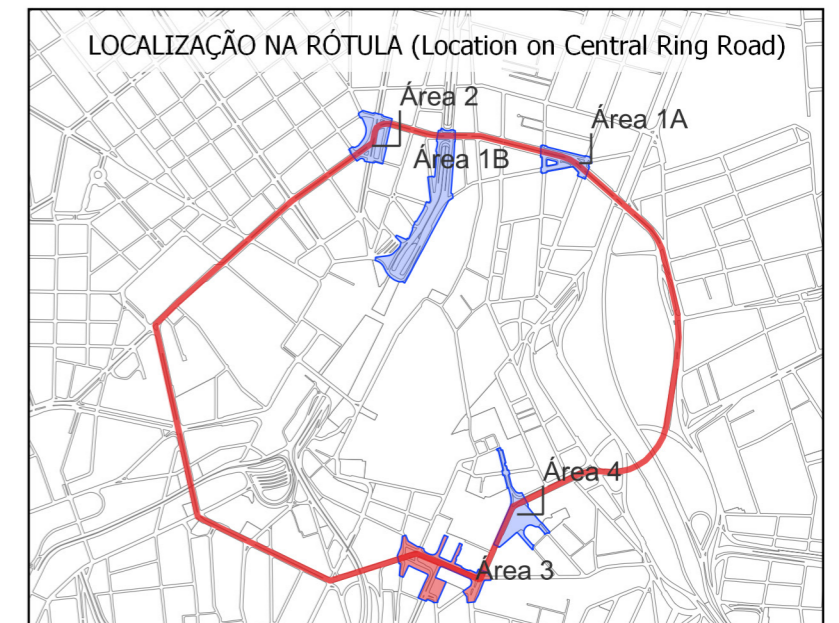 LOCALIZAÇÃO NA RÓTULA (Location on Central Ring Road)
Área 2
Área 1A
Área 1B
Área 4
Área 3